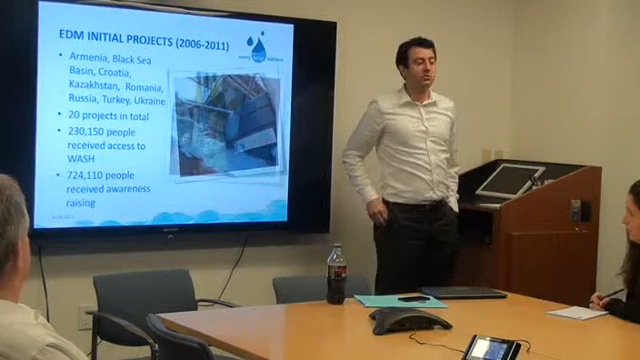 EDM INITIAL PROJECTS (2006-2011)
every drop matters
• Armenia, Black Sea
Basin, Croatia,
Kazakhstan, Romania,
Russia, Turkey, Ukraine
• 20 projects in total
• 230,150 people
received access to
WASH
• 724,110 people
received awareness
raising